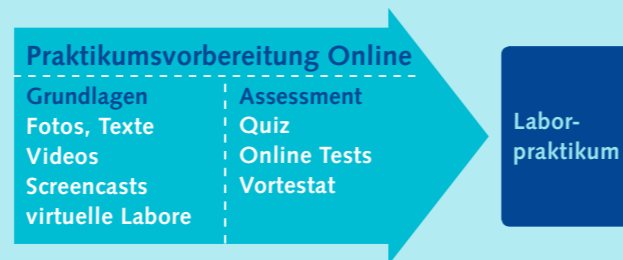 Praktikumsvorbereitung Online
Grundlagen
Fotos, Texte
Videos
Screencasts
virtuelle Labore
Assessment
Quiz
Online Tests
Vortestat
Labor-
praktikum